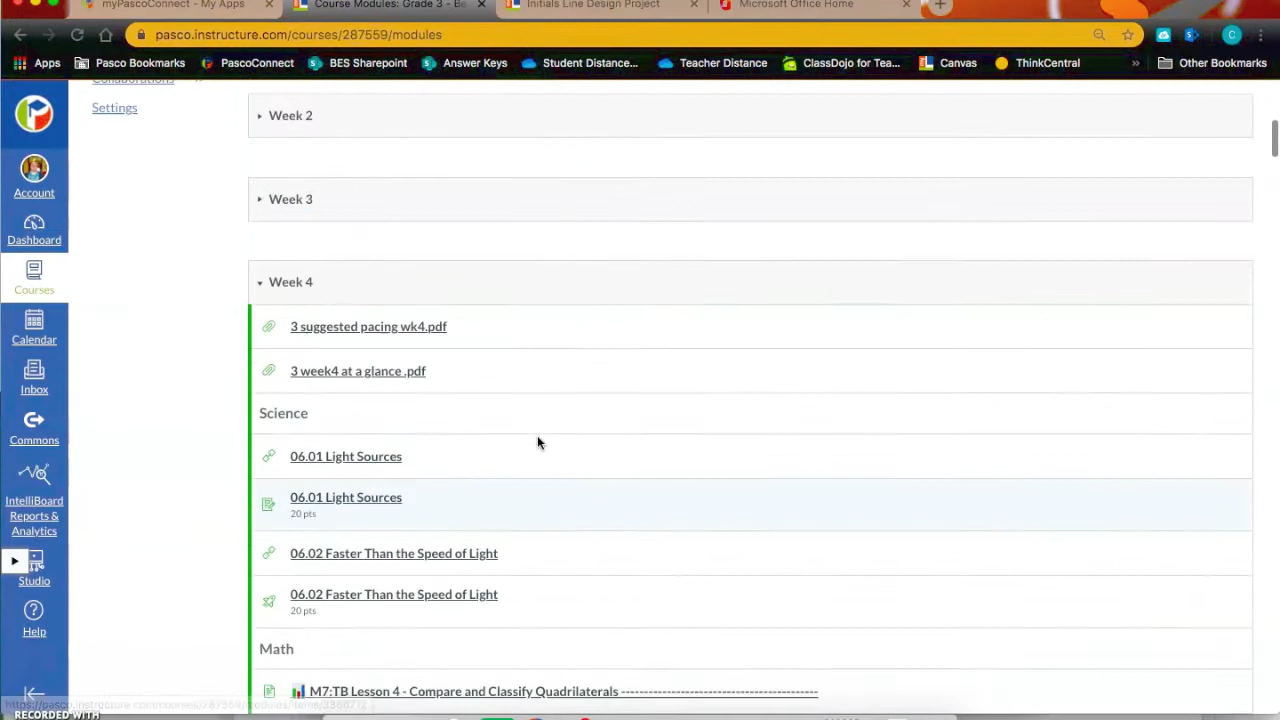 myPascoConnect - My Apps
Course Modules: Grade 3 - Be
Initials Line Design Project
Microsoft Office Home
pasco.instructure.com/courses/287559/modules
Apps
Pasco Bookmarks
PascoConnect
BES Sharepoint
Answer Keys
Student Distance...
Teacher Distance
ClassDojo for Tea...
Canvas
ThinkCentral
»
Other Bookmarks
C
Collaborations
Settings
Account
Dashboard
Courses
Calendar
Inbox
Commons
IntelliBoard
Reports &
Analytics
Studio
Help
Week 2
Week 3
Week 4
3 suggested pacing wk4.pdf
3 week4 at a glance .pdf
Science
06.01 Light Sources
06.01 Light Sources
20 pts
06.02 Faster Than the Speed of Light
06.02 Faster Than the Speed of Light
20 pts
Math
M7:TB Lesson 4 - Compare and Classify Quadrilaterals -------------------------------------------
RECORDED WITH